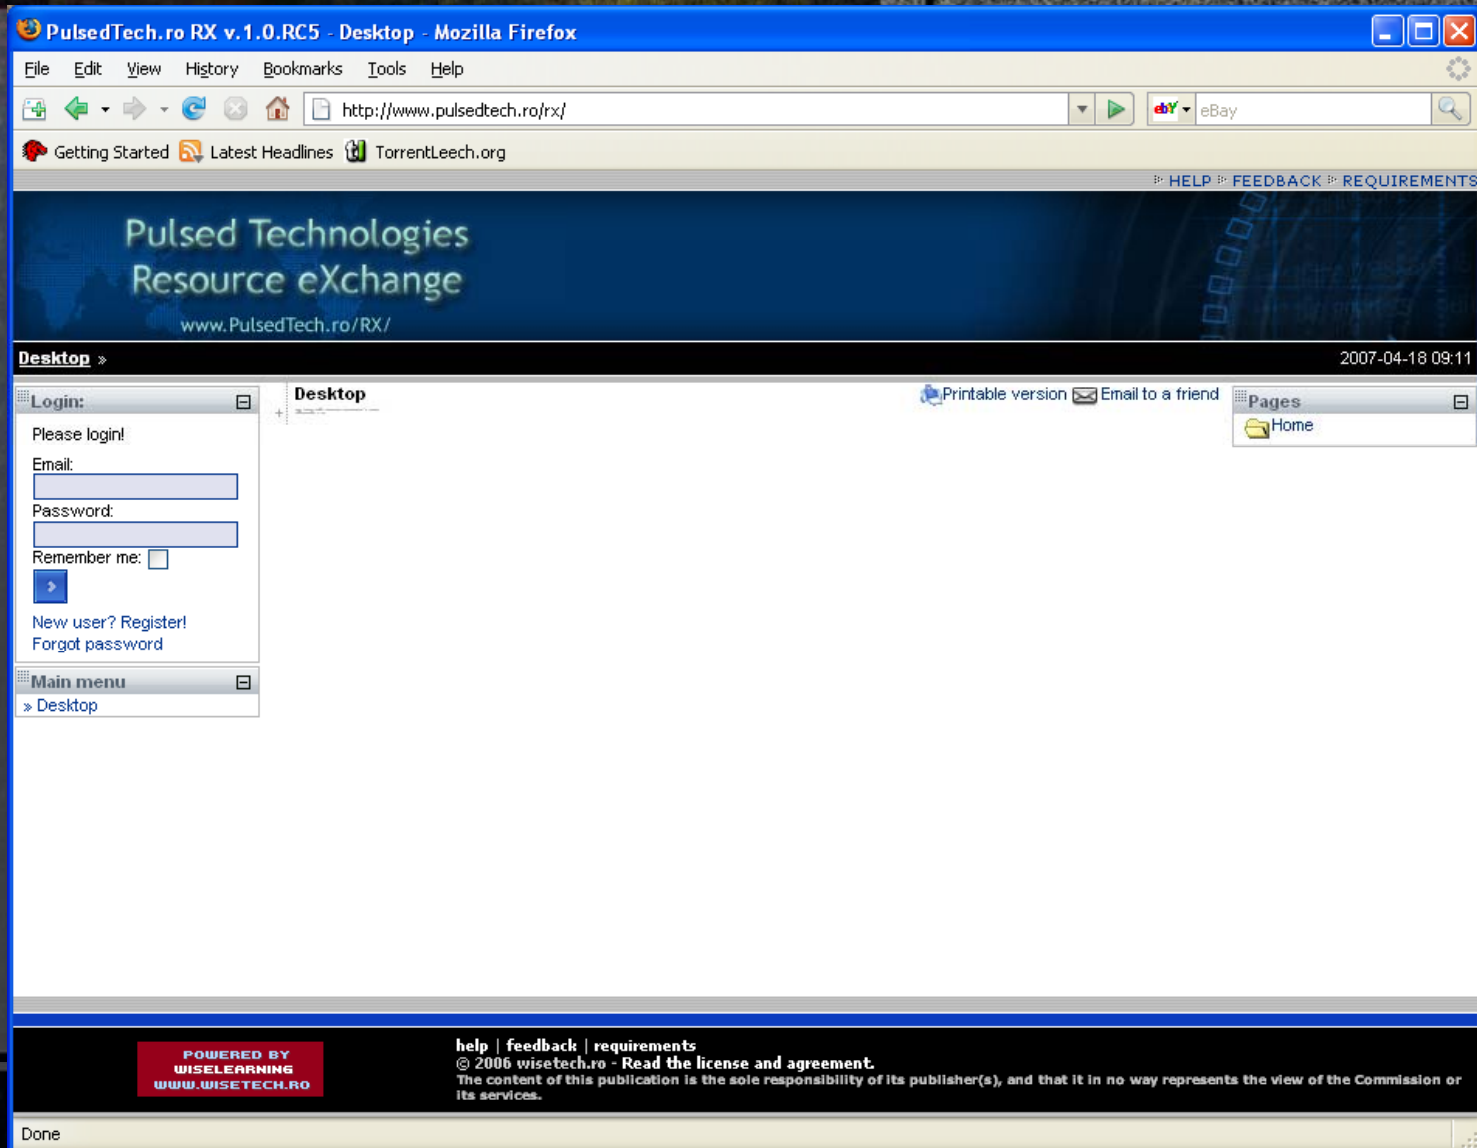 PulsedTech.ro RX v.1.0.RC5 - Desktop - Mozilla Firefox
File Edit View History Bookmarks Tools Help
http://www.pulsedtech.ro/rx/
ebY eBay
Getting Started Latest Headlines TorrentLeech.org
HELP FEEDBACK REQUIREMENTS
Pulsed Technologies
Resource eXchange
www.PulsedTech.ro/RX/
Desktop »
2007-04-18 09:11
Login:
Please login!
Email:
Password:
Remember me:
New user? Register!
Forgot password
Main menu
» Desktop
Desktop
Printable version Email to a friend
Pages
Home
POWERED BY
WISELEARNING
WWW.WISETECH.RO
help | feedback | requirements
© 2006 wisetech.ro - Read the license and agreement.
The content of this publication is the sole responsibility of its publisher(s), and that it in no way represents the view of the Commission or
its services.
Done